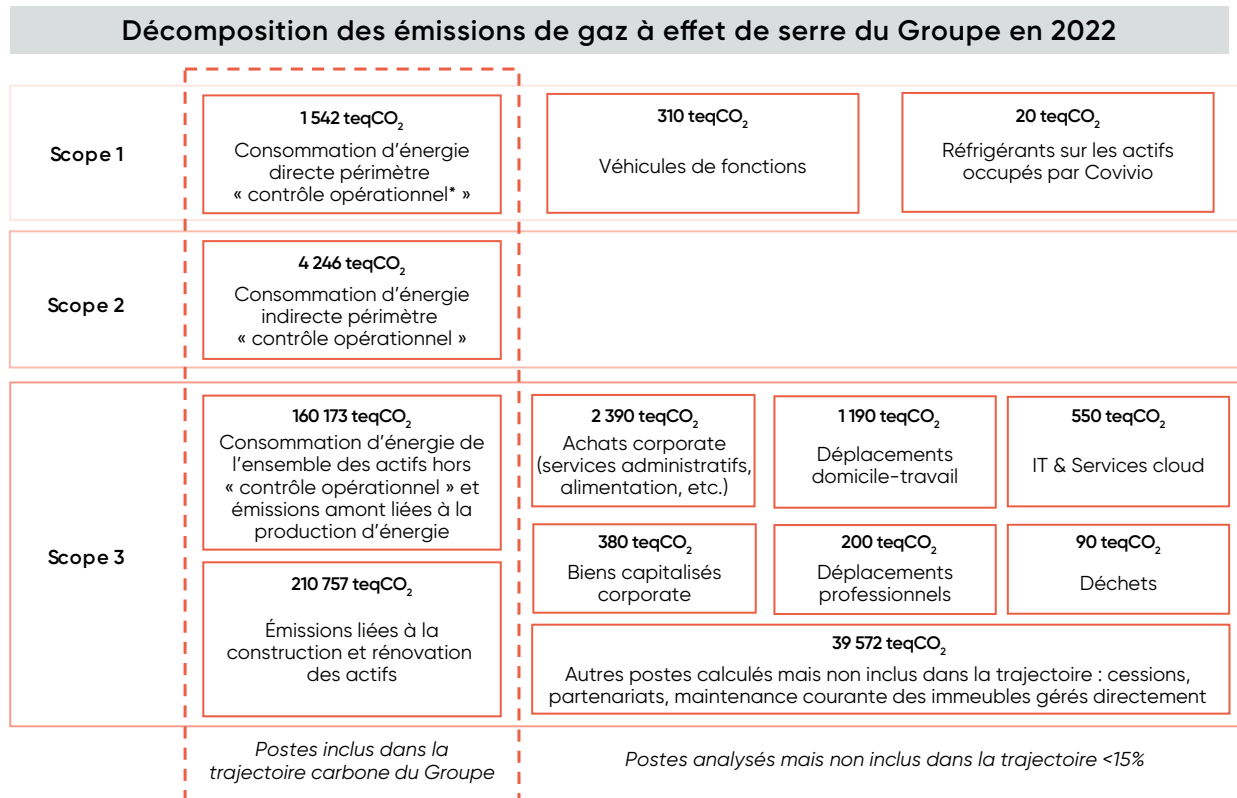 Décomposition des émissions de gaz à effet de serre du Groupe en 2022
Scope 1
1 542 teqCO₂
Consommation d'énergie
directe périmètre
« contrôle opérationnel* »
310 teqCO₂
Véhicules de fonctions
20 teqCO₂
Réfrigérants sur les actifs
occupés par Covivio
Scope 2
4 246 teqCO₂
Consommation d'énergie
indirecte périmètre
« contrôle opérationnel »
Scope 3
160 173 teqCO₂
Consommation d'énergie de
l'ensemble des actifs hors
« contrôle opérationnel » et
émissions amont liées à la
production d'énergie
210 757 teqCO₂
Émissions liées à la
construction et rénovation
des actifs
2 390 teqCO₂
Achats corporate
(services administratifs,
alimentation, etc.)
1 190 teqCO₂
Déplacements
domicile-travail
550 teqCO₂
IT & Services cloud
380 teqCO₂
Biens capitalisés
corporate
200 teqCO₂
Déplacements
professionnels
90 teqCO₂
Déchets
39 572 teqCO₂
Autres postes calculés mais non inclus dans la trajectoire : cessions,
partenariats, maintenance courante des immeubles gérés directement
Postes inclus dans la
trajectoire carbone du Groupe
Postes analysés mais non inclus dans la trajectoire <15%